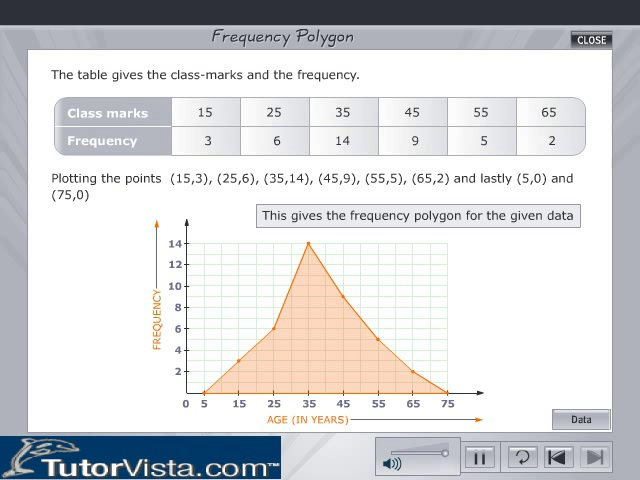 Frequency Polygon
CLOSE
The table gives the class-marks and the frequency.
Class marks 15 25 35 45 55 65
Frequency 3 6 14 9 5 2
Plotting the points (15,3), (25,6), (35,14), (45,9), (55,5), (65,2) and lastly (5,0) and
(75,0)
This gives the frequency polygon for the given data
FREQUENCY
14
12
10
8
6
4
2
0 5 15 25 35 45 55 65 75
AGE (IN YEARS)
Data
TutorVista.com™